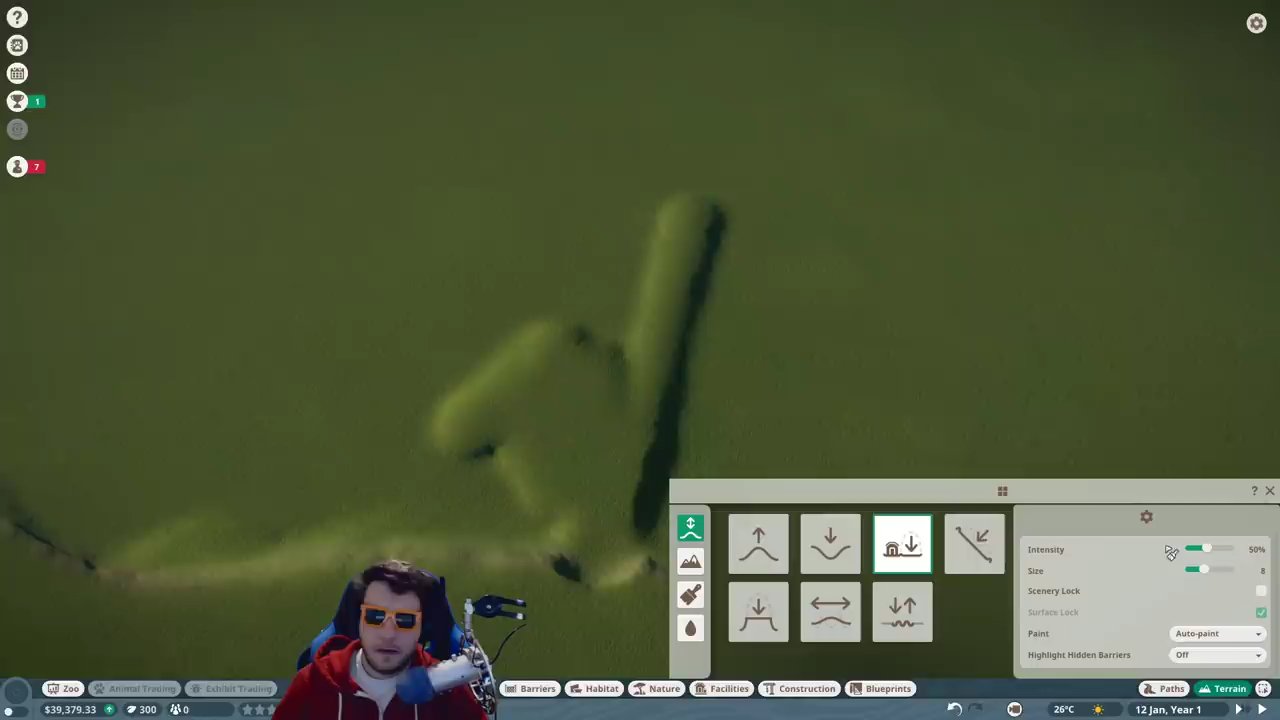 ?
1
7
?
Intensity 50%
Size 8
Scenery Lock
Surface Lock
Paint Auto-paint
Highlight Hidden Barriers Off
Zoo Animal Trading Exhibit Trading Barriers Habitat Nature Facilities Construction Blueprints Paths Terrain
$39,379.33 300 0 26°C 12 Jan, Year 1